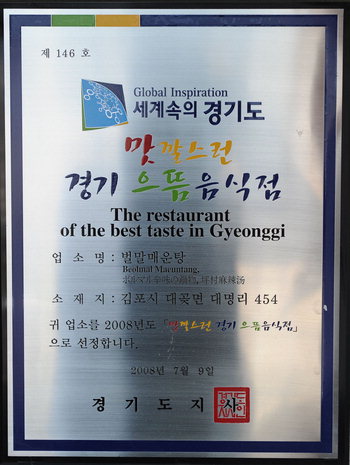 제 146 호
Global Inspiration
세계속의 경기도
맛깔스런
경기 으뜸음식점
The restaurant
of the best taste in Gyeonggi
업 소 명 : 벌말매운탕
Beolmal Maeuntang,
소 재 지 : 김포시 대곶면 대명리 454
귀 업소를 2008년도 「맛깔스런 경기 으뜸음식점」
으로 선정합니다.
2008년 7월 9일
경 기 도 지 사